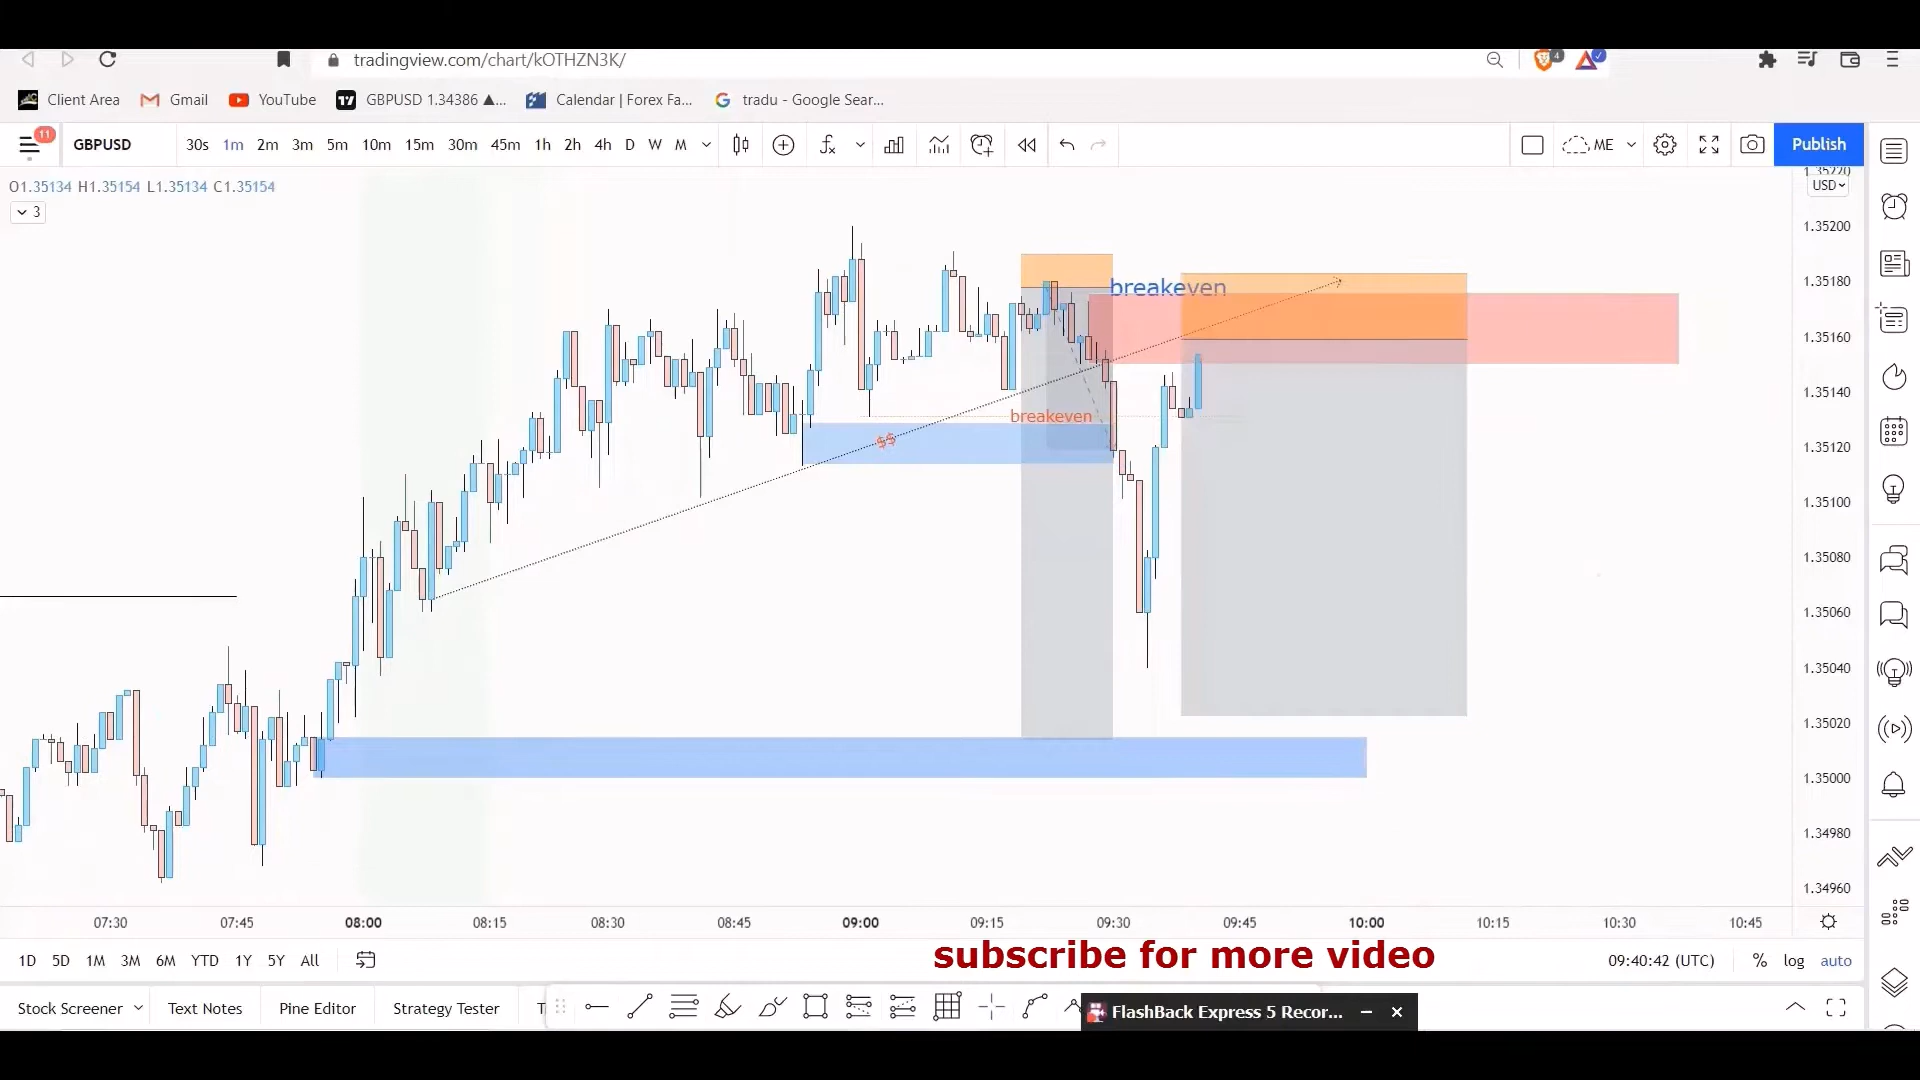 tradingview.com/chart/kOTHZN3K/
4
Client Area Gmail YouTube GBPUSD 1.34386 ▲... Calendar | Forex Fa... tradu - Google Sear...
11 GBPUSD 30s 1m 2m 3m 5m 10m 15m 30m 45m 1h 2h 4h D W M ME Publish
O1.35134 H1.35154 L1.35134 C1.35154
1.35220
USD
3
1.35200
1.35180
breakeven
1.35160
1.35140
breakeven
$$
1.35120
1.35100
1.35080
1.35060
1.35040
1.35020
1.35000
1.34980
1.34960
07:30 07:45 08:00 08:15 08:30 08:45 09:00 09:15 09:30 09:45 10:00 10:15 10:30 10:45
subscribe for more video
1D 5D 1M 3M 6M YTD 1Y 5Y All 09:40:42 (UTC) % log auto
Stock Screener Text Notes Pine Editor Strategy Tester T
FlashBack Express 5 Recor...